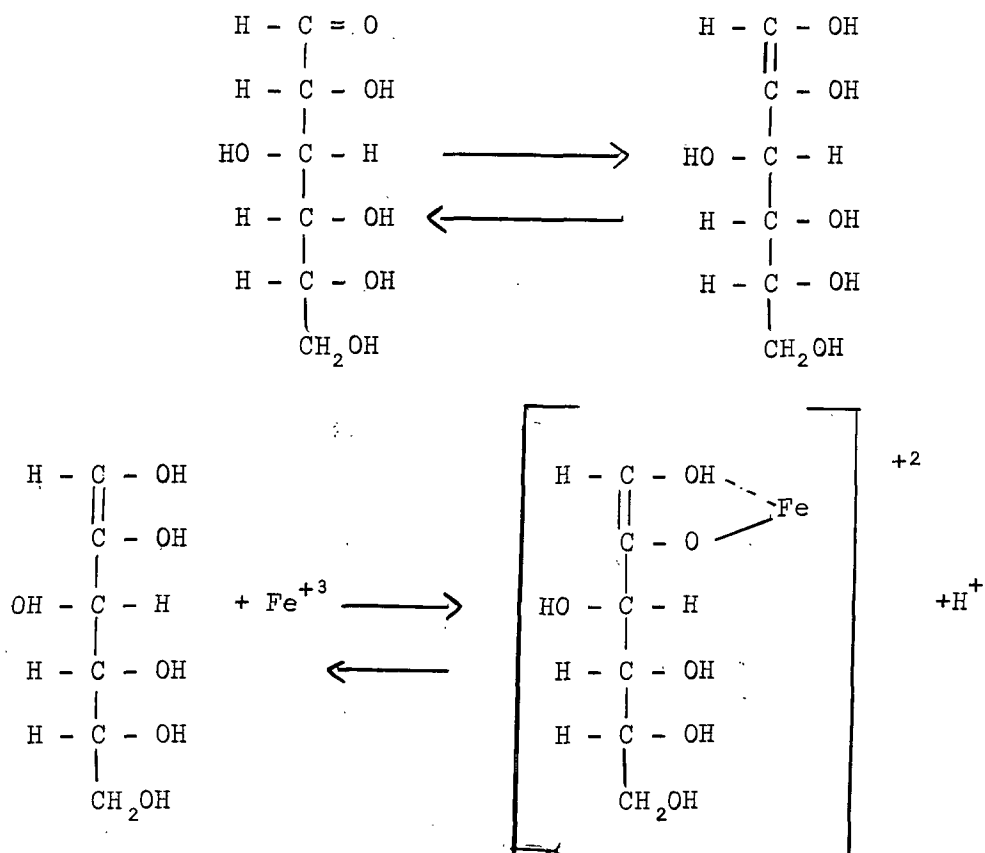 H - C = O H - C - OH
H - C - OH C - OH
HO - C - H HO - C - H
H - C - OH H - C - OH
H - C - OH H - C - OH
CH2OH CH2OH
H - C - OH H - C - OH +2
Fe
C - OH C - O
OH - C - H + Fe+3 HO - C - H +H+
H - C - OH H - C - OH
H - C - OH H - C - OH
CH2OH CH2OH